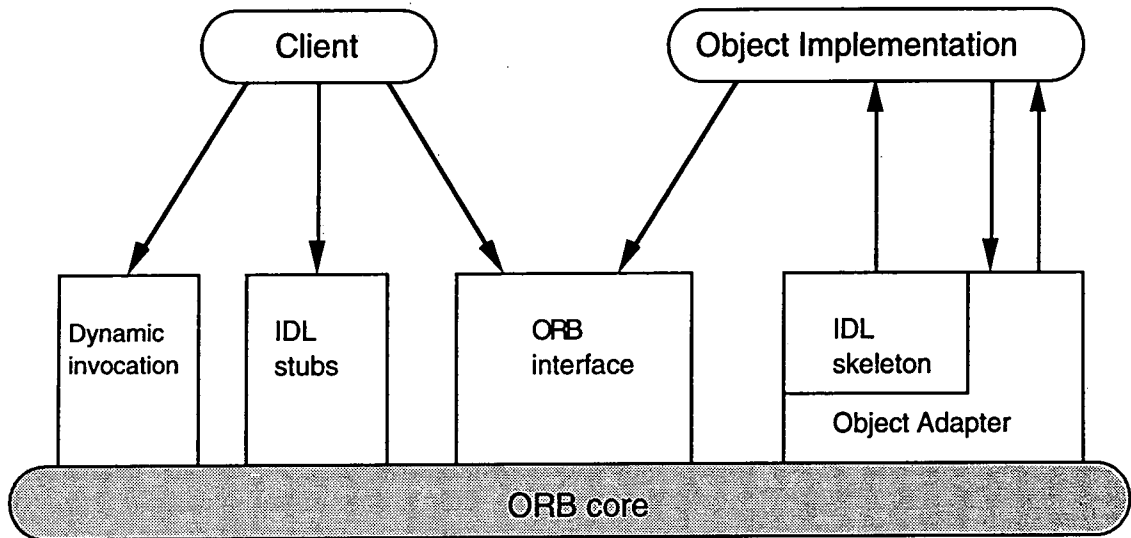 Client
Object Implementation
Dynamic
invocation
IDL
stubs
ORB
interface
IDL
skeleton
Object Adapter
ORB core